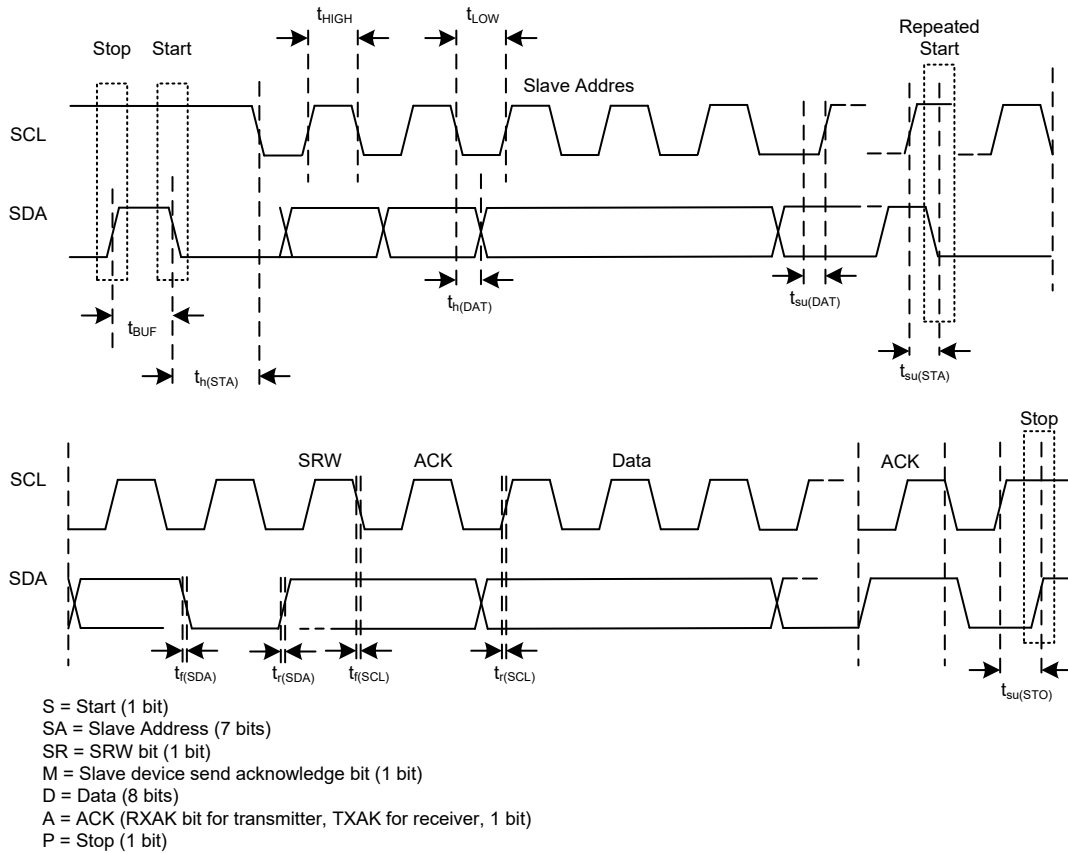 tHIGH
tLOW
Stop
Start
Repeated
Start
Slave Addres
SCL
SDA
tBUF
th(STA)
th(DAT)
tsu(DAT)
tsu(STA)
Stop
SRW
ACK
Data
ACK
SCL
SDA
tf(SDA)
tr(SDA)
tf(SCL)
tr(SCL)
tsu(STO)
S = Start (1 bit)
SA = Slave Address (7 bits)
SR = SRW bit (1 bit)
M = Slave device send acknowledge bit (1 bit)
D = Data (8 bits)
A = ACK (RXAK bit for transmitter, TXAK for receiver, 1 bit)
P = Stop (1 bit)